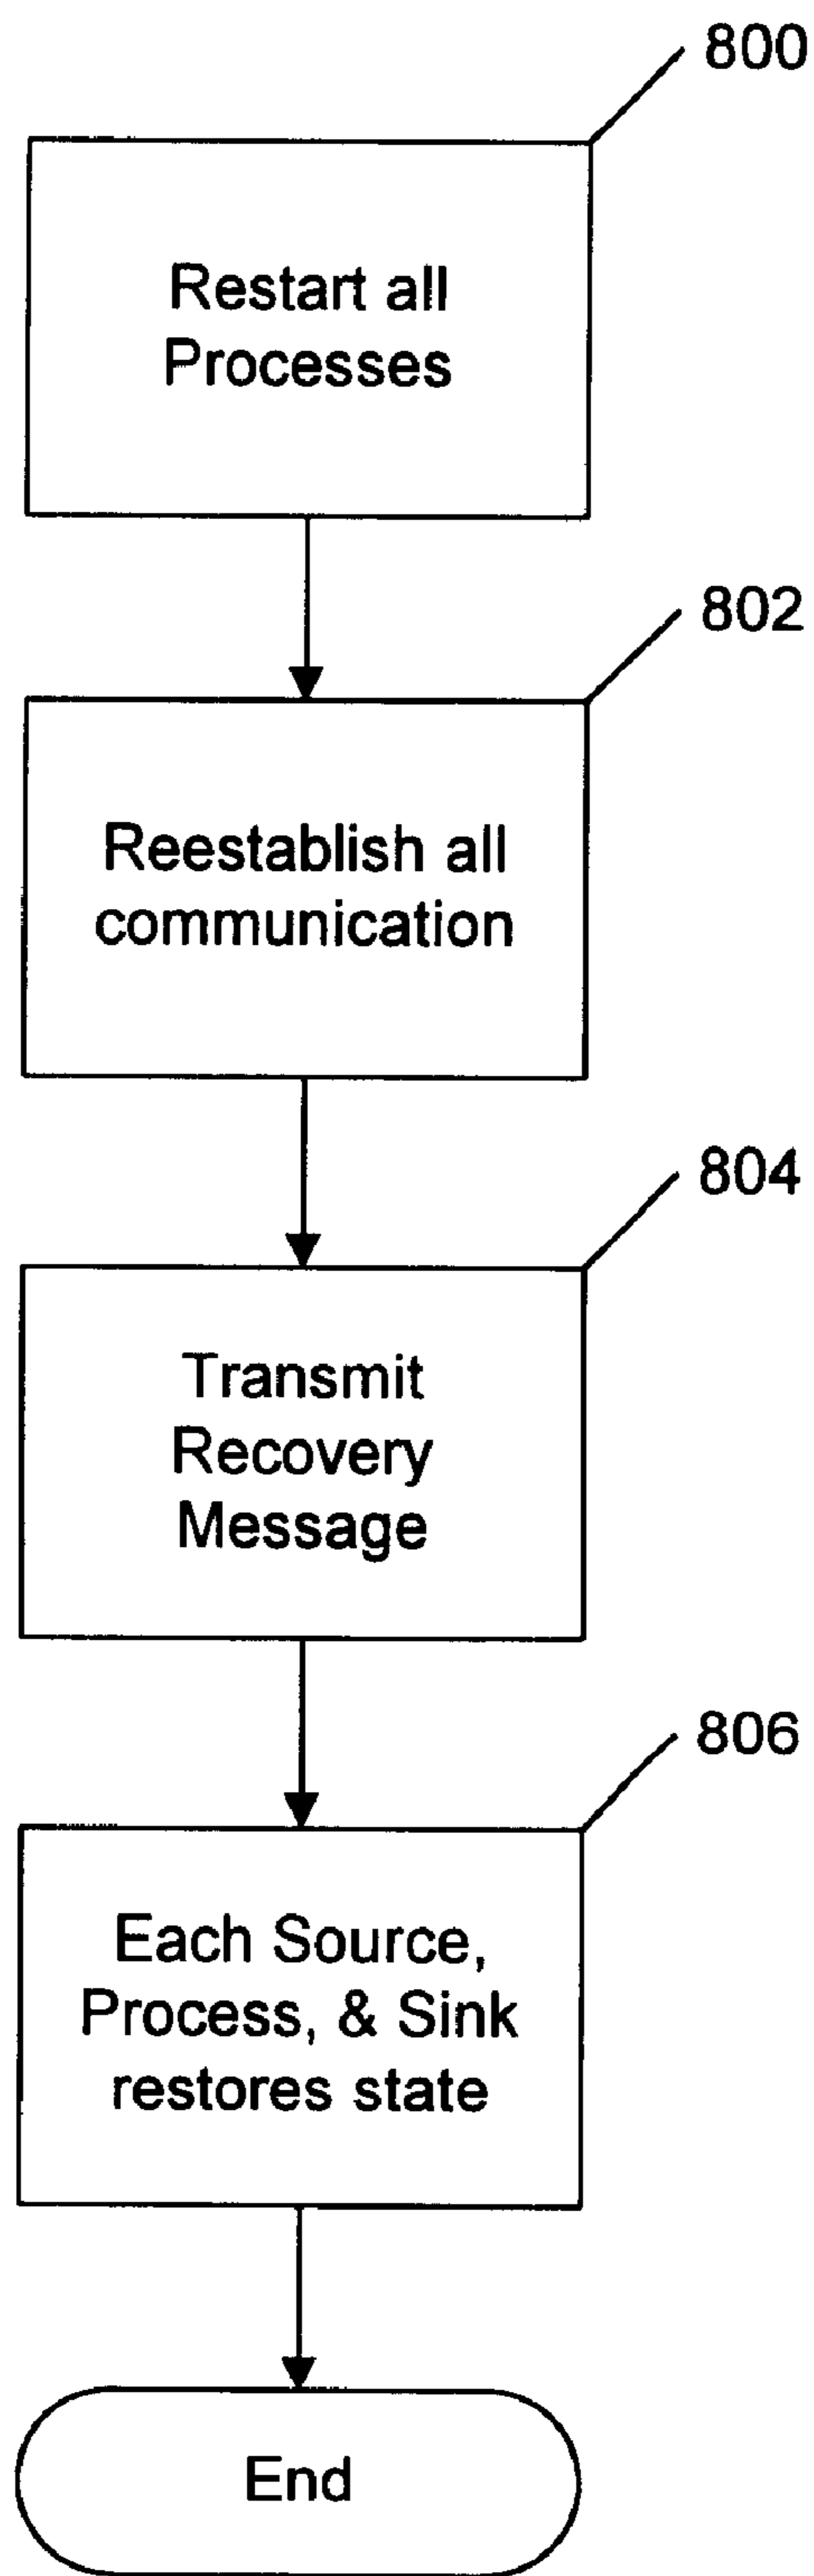 800
Restart all
Processes
802
Reestablish all
communication
804
Transmit
Recovery
Message
806
Each Source,
Process, & Sink
restores state
End